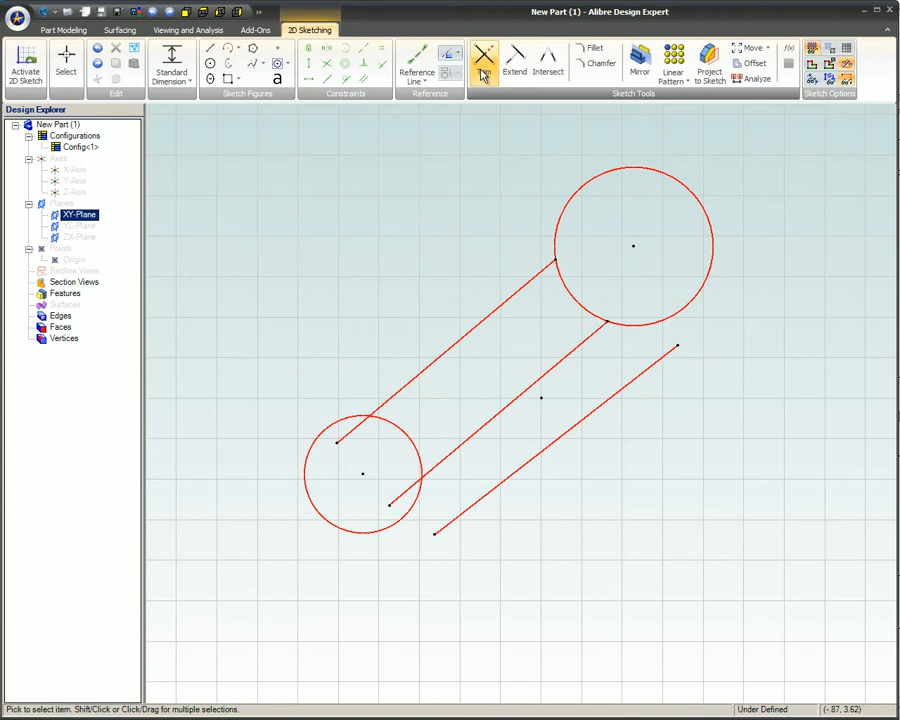 New Part (1) - Alibre Design Expert
Part Modeling
Surfacing
Viewing and Analysis
Add-Ons
2D Sketching
Activate
2D Sketch
Select
Edit
Standard
Dimension
Sketch Figures
Constraints
Reference
Line
Reference
Extend
Intersect
Fillet
Chamfer
Mirror
Linear
Pattern
Project
to Sketch
Move
Offset
Analyze
Sketch Tools
f(x)
Sketch Options
Design Explorer
New Part (1)
Configurations
Config<1>
Axes
X-Axis
Y-Axis
Z-Axis
Planes
XY-Plane
YZ-Plane
ZX-Plane
Points
Origin
Redline Views
Section Views
Features
Surfaces
Edges
Faces
Vertices
Pick to select item. Shift/Click or Click/Drag for multiple selections.
Under Defined
(-.87, 3.62)